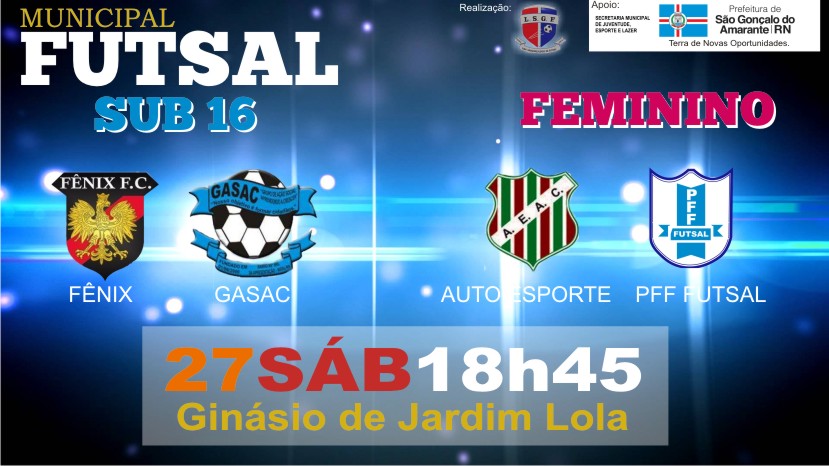 MUNICIPAL
FUTSAL
SUB 16
Realização:
L.S.G.F
Apoio:
SECRETARIA MUNICIPAL
DE JUVENTUDE,
ESPORTE E LAZER
Prefeitura de
São Gonçalo do
Amarante|RN
Terra de Novas Oportunidades.
FEMININO
FÊNIX F.C.
GASAC
A. E. A. C.
PFF
FUTSAL
FÊNIX
GASAC
AUTO ESPORTE
PFF FUTSAL
27SÁB18h45
Ginásio de Jardim Lola